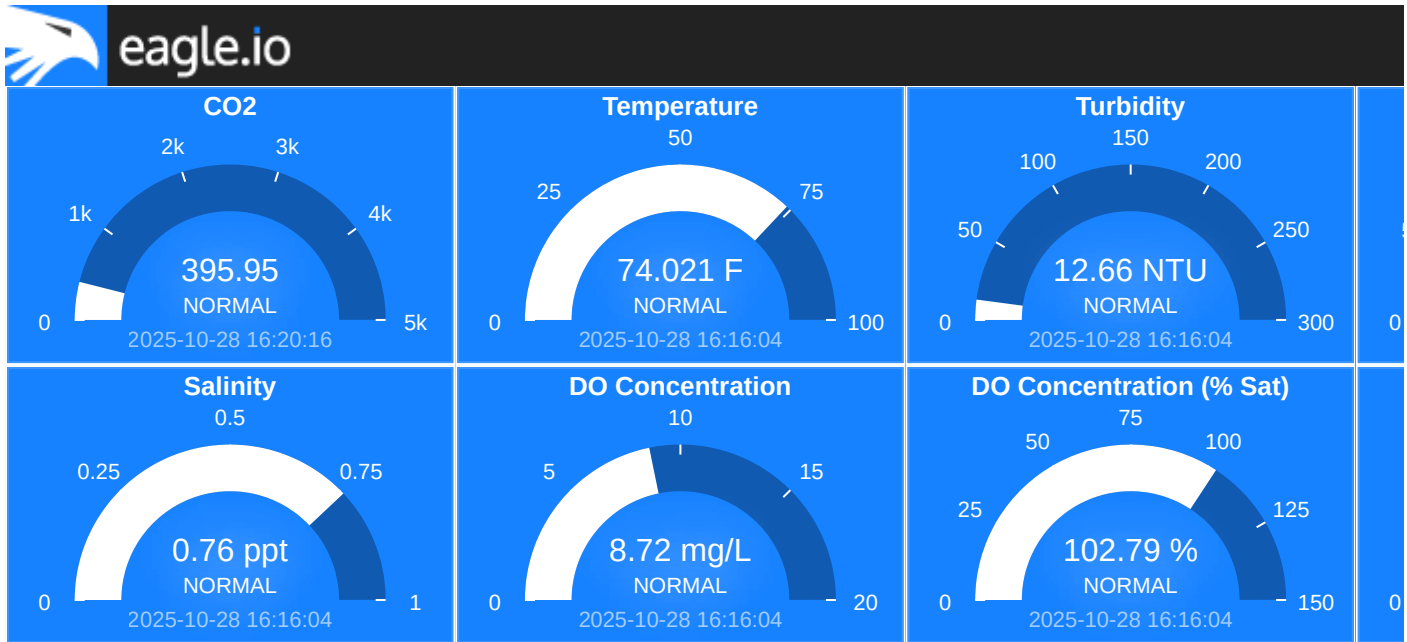 eagle.io
CO2
2k
3k
1k
4k
395.95
NORMAL
0
5k
2025-10-28 16:20:16
Temperature
50
25
75
74.021 F
NORMAL
0
100
2025-10-28 16:16:04
Turbidity
150
100
200
50
250
12.66 NTU
NORMAL
0
300
2025-10-28 16:16:04
0
Salinity
0.5
0.25
0.75
0.76 ppt
NORMAL
0
1
2025-10-28 16:16:04
DO Concentration
10
5
15
8.72 mg/L
NORMAL
0
20
2025-10-28 16:16:04
DO Concentration (% Sat)
75
50
100
25
125
102.79 %
NORMAL
0
150
2025-10-28 16:16:04
0